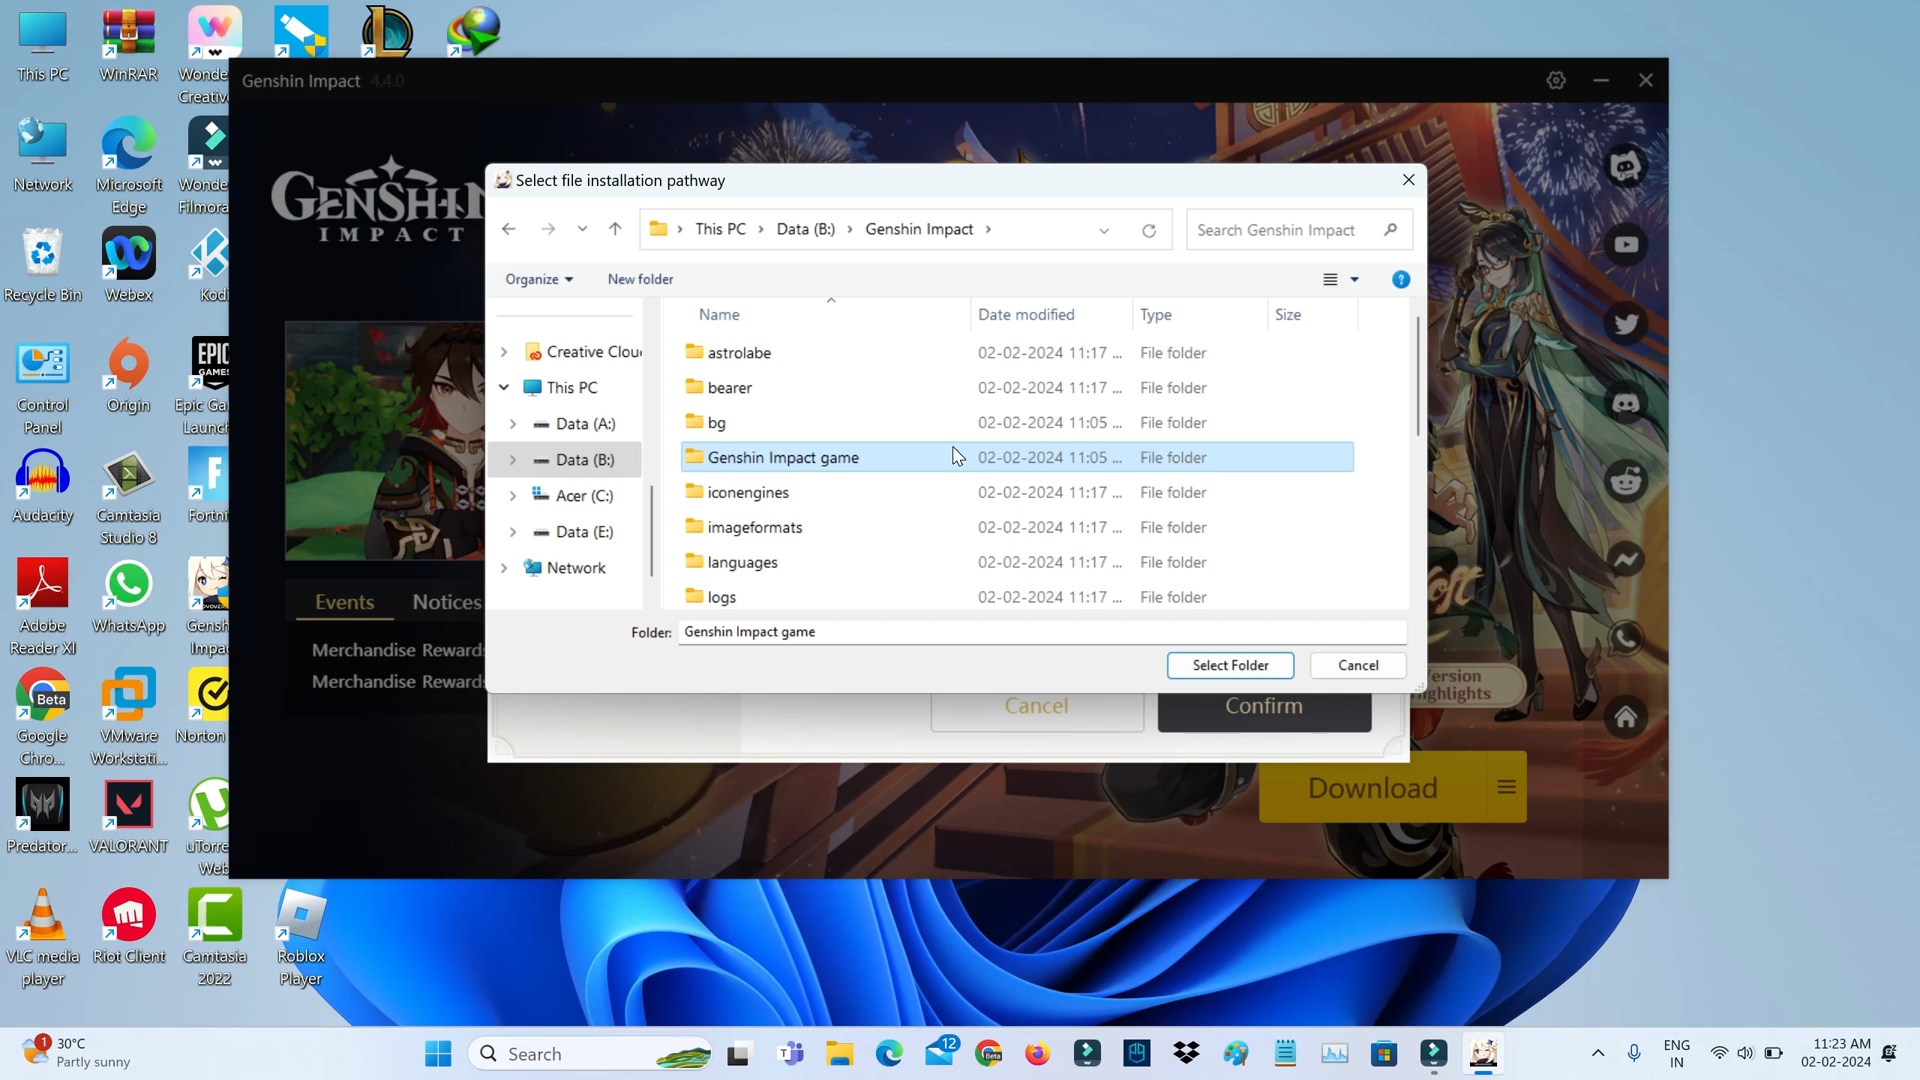 This PC
WinRAR
Wonde
Creativ
Network
Microsoft
Edge
Wonde
Filmora
Recycle Bin
Webex
Kodi
Control
Panel
Origin
EPIC
GAMES
Epic Ga
Launch
Audacity
Camtasia
Studio 8
Fortni
Adobe
Reader XI
WhatsApp
Gensh
Impac
Beta
Google
Chro...
VMware
Workstati...
Norton
Predator...
VALORANT
uTorre
Web
VLC media
player
Riot Client
Camtasia
2022
Roblox
Player
Genshin Impact 4.4.0
GENSHIN
IMPACT
Events Notices
Merchandise Reward
Merchandise Reward
Select file installation pathway
This PC Data (B:) Genshin Impact
Search Genshin Impact
Organize New folder
Name Date modified Type Size
Creative Clou
This PC
Data (A:)
Data (B:)
Acer (C:)
Data (E:)
Network
astrolabe 02-02-2024 11:17 ... File folder
bearer 02-02-2024 11:17 ... File folder
bg 02-02-2024 11:05 ... File folder
Genshin Impact game 02-02-2024 11:05 ... File folder
iconengines 02-02-2024 11:17 ... File folder
imageformats 02-02-2024 11:17 ... File folder
languages 02-02-2024 11:17 ... File folder
logs 02-02-2024 11:17 ... File folder
Folder: Genshin Impact game
Select Folder Cancel
Cancel Confirm
ersion
ighlights
Download
1
30°C
Partly sunny
Search
12
Beta
ENG
IN
11:23 AM
02-02-2024